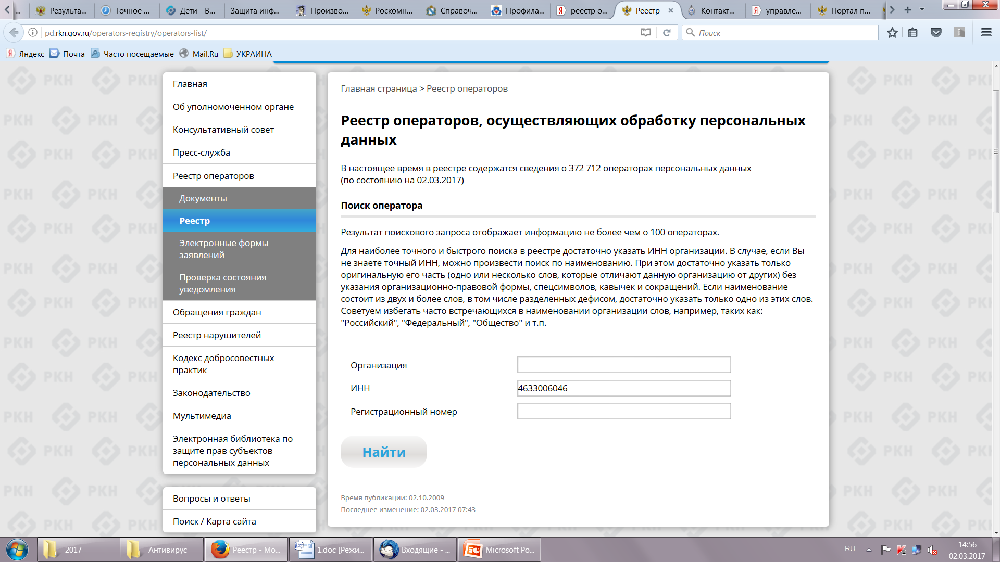 Результа...
Точное ...
Дети - В...
Защита инф...
Произво...
Роскомн...
Справоч...
Профила...
реестр о...
Реестр
Контакт...
управле...
Портал п...
pd.rkn.gov.ru/operators-registry/operators-list/
Поиск
Яндекс
Почта
Часто посещаемые
Mail.Ru
УКРАИНА
РКН
Главная
Об уполномоченном органе
Консультативный совет
Пресс-служба
Реестр операторов
Документы
Реестр
Электронные формы
заявлений
Проверка состояния
уведомления
Обращения граждан
Реестр нарушителей
Кодекс добросовестных
практик
Законодательство
Мультимедиа
Электронная библиотека по
защите прав субъектов
персональных данных
Вопросы и ответы
Поиск / Карта сайта
Главная страница > Реестр операторов
Реестр операторов, осуществляющих обработку персональных
данных
В настоящее время в реестре содержатся сведения о 372 712 операторах персональных данных
(по состоянию на 02.03.2017)
Поиск оператора
Результат поискового запроса отображает информацию не более чем о 100 операторах.
Для наиболее точного и быстрого поиска в реестре достаточно указать ИНН организации. В случае, если Вы
не знаете точный ИНН, можно произвести поиск по наименованию. При этом достаточно указать только
оригинальную его часть (одно или несколько слов, которые отличают данную организацию от других) без
указания организационно-правовой формы, спецсимволов, кавычек и сокращений. Если наименование
состоит из двух и более слов, в том числе разделенных дефисом, достаточно указать только одно из этих слов.
Советуем избегать часто встречающихся в наименовании организации слов, например, таких как:
"Российский", "Федеральный", "Общество" и т.п.
Организация
ИНН 4633006046
Регистрационный номер
Найти
Время публикации: 02.10.2009
Последнее изменение: 02.03.2017 07:43
2017
Антивирус
Реестр - Mo...
1.doc [Режи...
Входящие - ...
Microsoft Po...
RU
14:56
02.03.2017